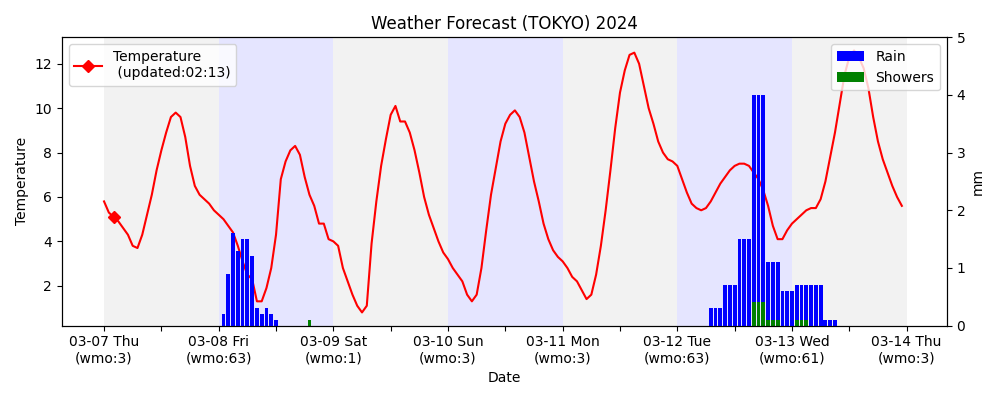 Weather Forecast (TOKYO) 2024
Temperature
(updated:02:13)
Rain
Showers
12
10
8
6
4
2
Temperature
5
4
3
2
1
0
mm
03-07 Thu
(wmo:3)
03-08 Fri
(wmo:63)
03-09 Sat
(wmo:1)
03-10 Sun
(wmo:3)
03-11 Mon
(wmo:3)
03-12 Tue
(wmo:63)
03-13 Wed
(wmo:61)
03-14 Thu
(wmo:3)
Date